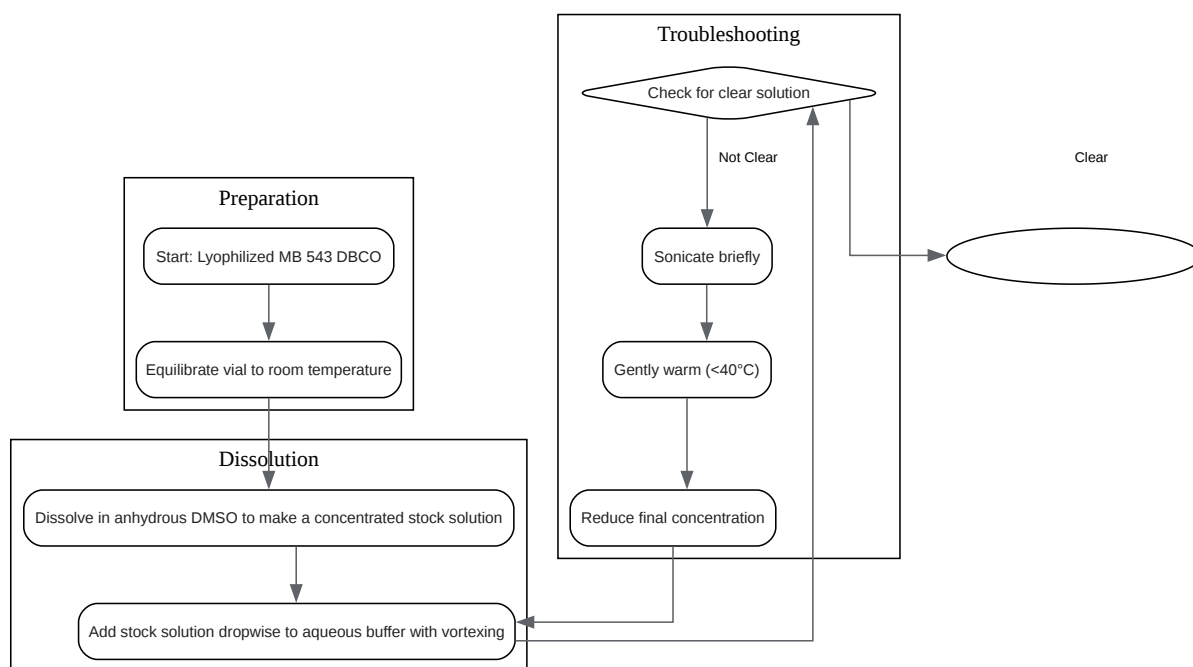 Preparation
Start: Lyophilized MB 543 DBCO
Equilibrate vial to room temperature
Dissolution
Dissolve in anhydrous DMSO to make a concentrated stock solution
Add stock solution dropwise to aqueous buffer with vortexing
Troubleshooting
Check for clear solution
Not Clear
Sonicate briefly
Gently warm (<40°C)
Reduce final concentration
Clear